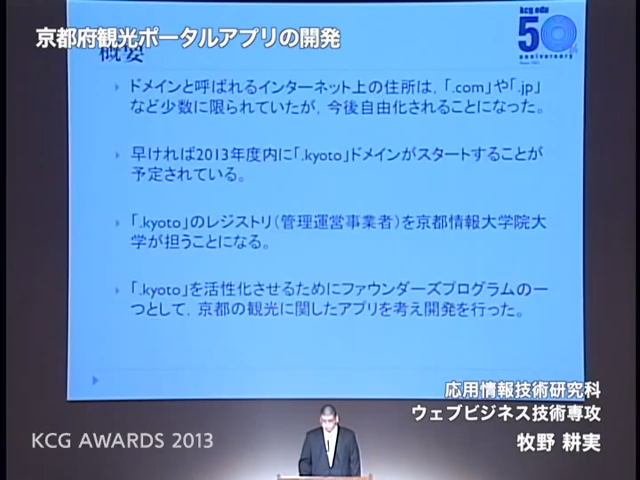 京都府観光ポータルアプリの開発
概要
kcg.edu
50
anniversary
ドメインと呼ばれるインターネット上の住所は,「.com」や「.jp」
など少数に限られていたが,今後自由化されることになった。
早ければ2013年度内に「.kyoto」ドメインがスタートすることが
予定されている。
「.kyoto」のレジストリ(管理運営事業者)を京都情報大学院大
学が担うことになる。
「.kyoto」を活性化させるためにファウンダーズプログラムの一
つとして,京都の観光に関したアプリを考え開発を行った。
応用情報技術研究科
ウェブビジネス技術専攻
KCG AWARDS 2013
牧野 耕実